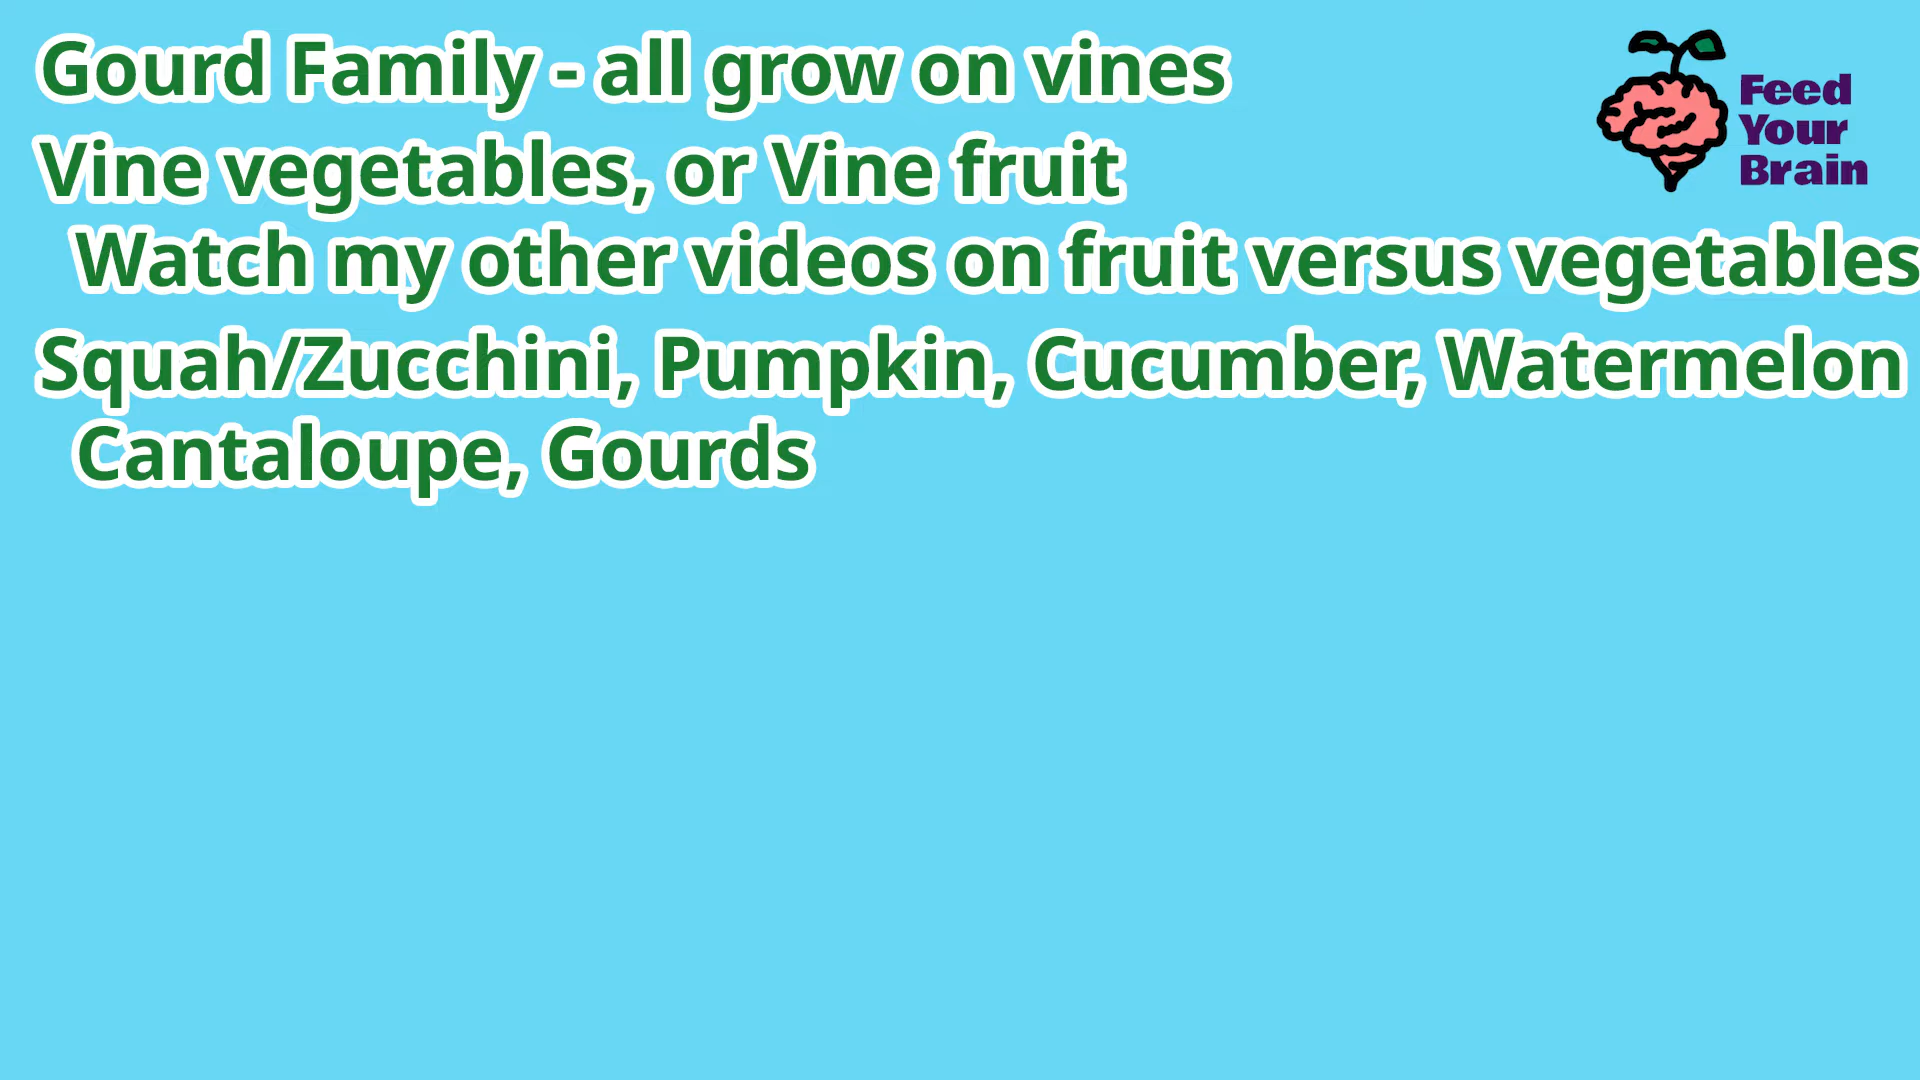 Gourd Family - all grow on vines
Vine vegetables, or Vine fruit
Watch my other videos on fruit versus vegetables
Squah/Zucchini, Pumpkin, Cucumber, Watermelon
Cantaloupe, Gourds
Feed
Your
Brain